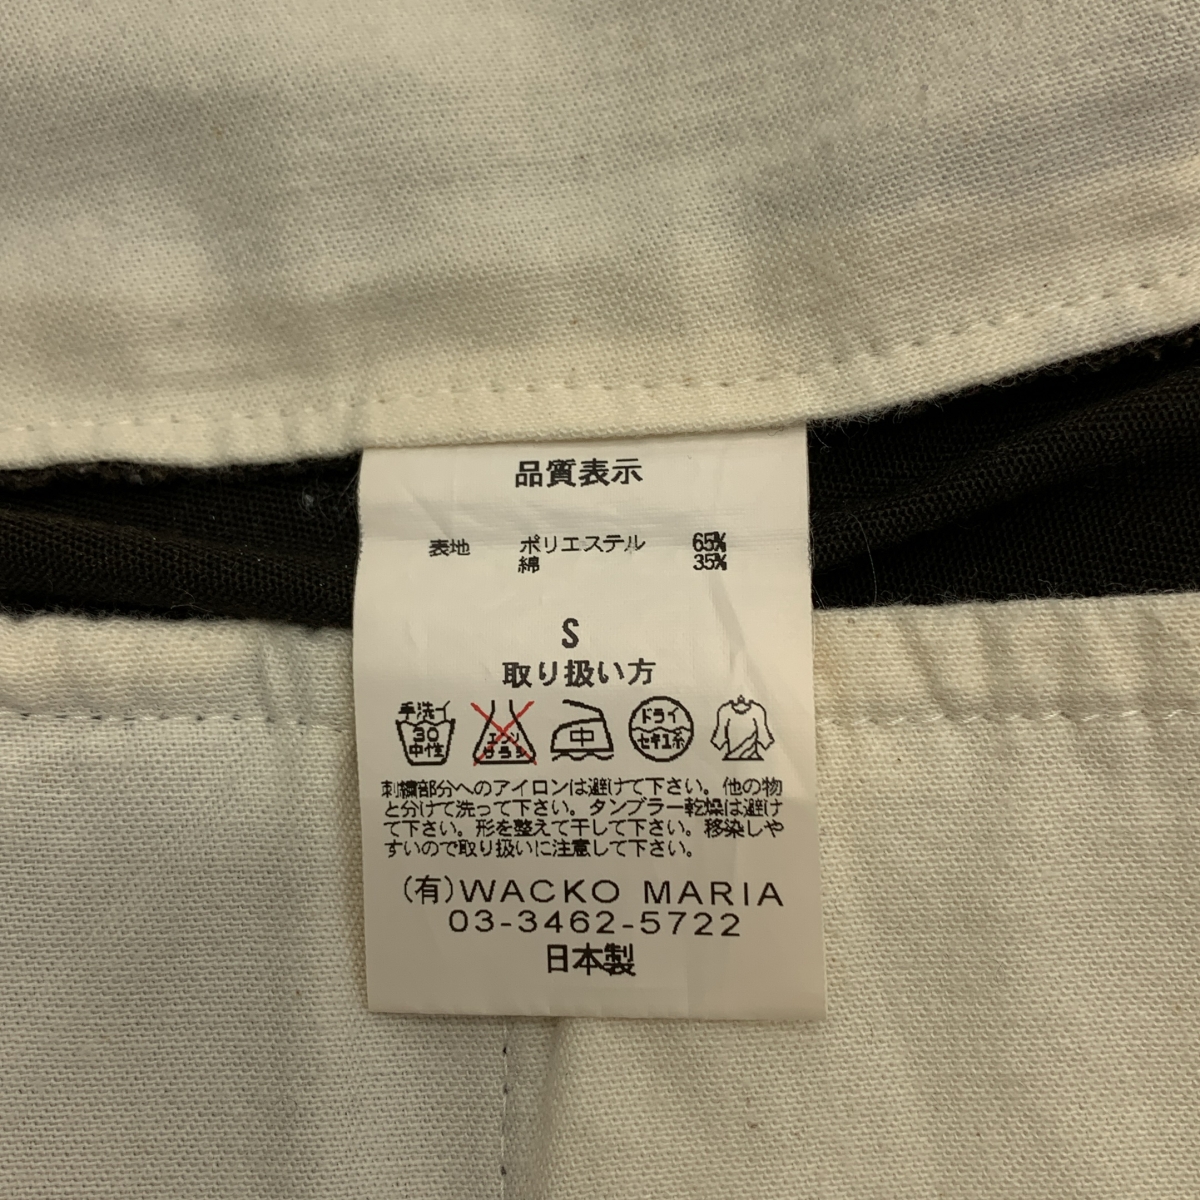 品質表示
表地 ポリエステル 65%
綿 35%
S
取り扱い方
手洗イ 30 中性 エンソサラシ 中 ドライ セキユ系
刺繍部分へのアイロンは避けて下さい。他の物
と分けて洗って下さい。タンブラー乾燥は避け
て下さい。形を整えて干して下さい。移染しや
すいので取り扱いに注意して下さい。
(有)WACKO MARIA
03-3462-5722
日本製